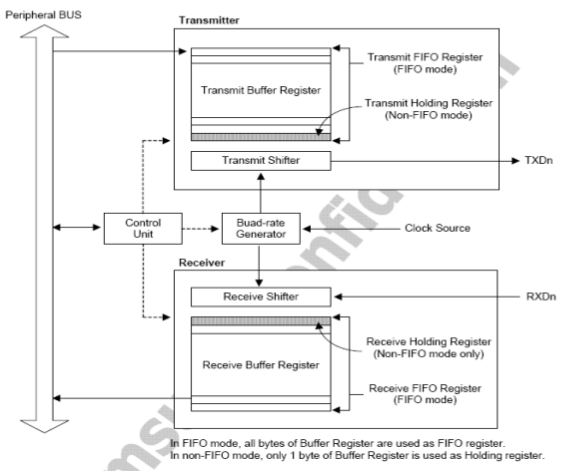 Peripheral BUS
Transmitter
Transmit FIFO Register
(FIFO mode)
Transmit Buffer Register
Transmit Holding Register
(Non-FIFO mode)
Transmit Shifter
TXDn
Control
Unit
Buad-rate
Generator
Clock Source
Receiver
Receive Shifter
RXDn
Receive Holding Register
(Non-FIFO mode only)
Receive Buffer Register
Receive FIFO Register
(FIFO mode)
In FIFO mode, all bytes of Buffer Register are used as FIFO register.
In non-FIFO mode, only 1 byte of Buffer Register is used as Holding register.